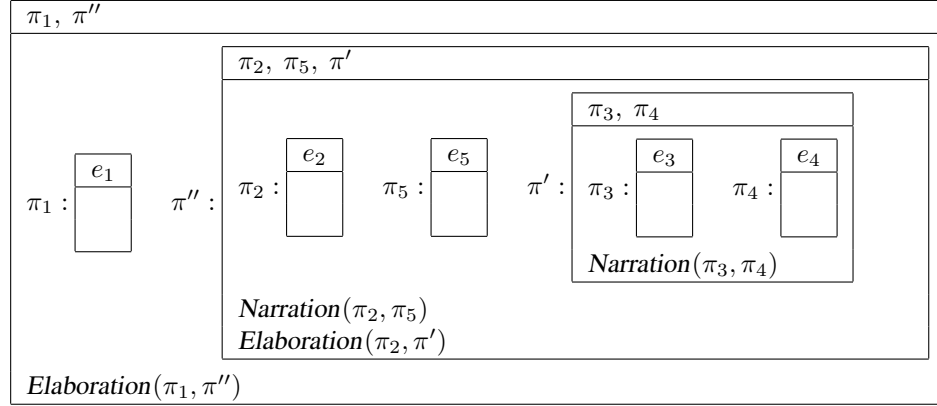 π₁, π″
π₂, π₅, π′
π₃, π₄
e₁
e₂
e₅
e₃
e₄
π₁ :
π″ :
π₂ :
π₅ :
π′ :
π₃ :
π₄ :
Narration(π₃, π₄)
Narration(π₂, π₅)
Elaboration(π₂, π′)
Elaboration(π₁, π″)